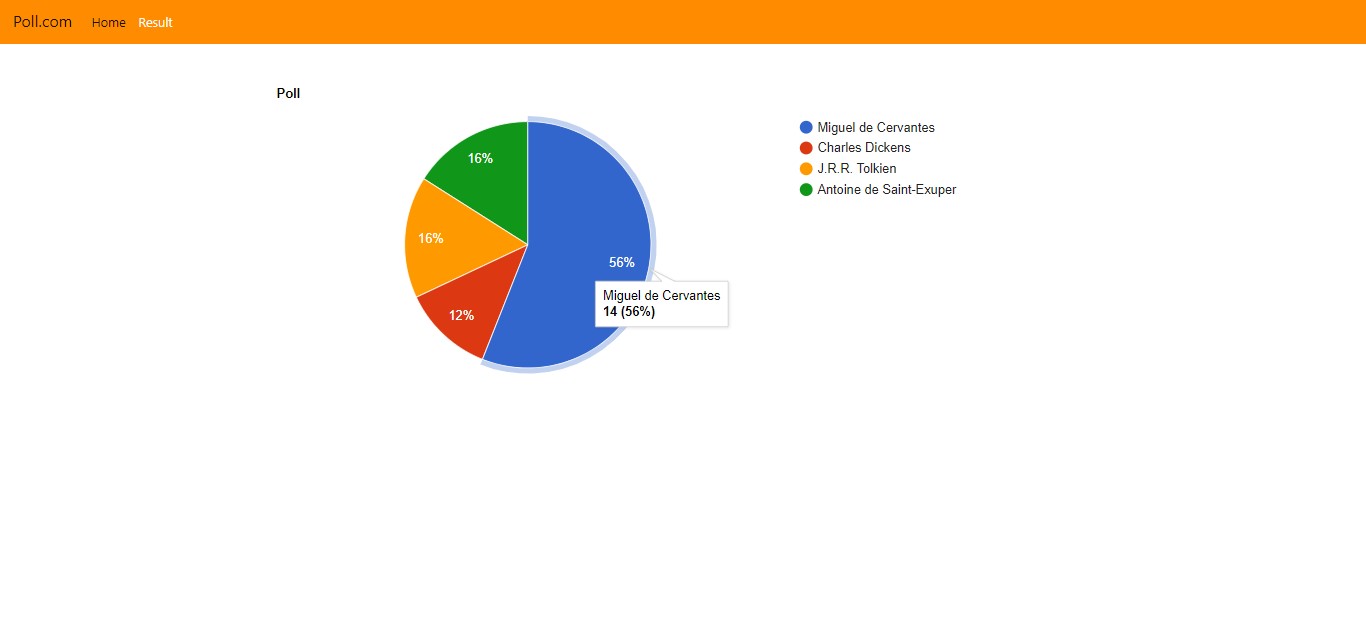 Poll.com Home Result
Poll
Miguel de Cervantes
Charles Dickens
J.R.R. Tolkien
Antoine de Saint-Exuper
16%
16%
56%
12%
Miguel de Cervantes
14 (56%)